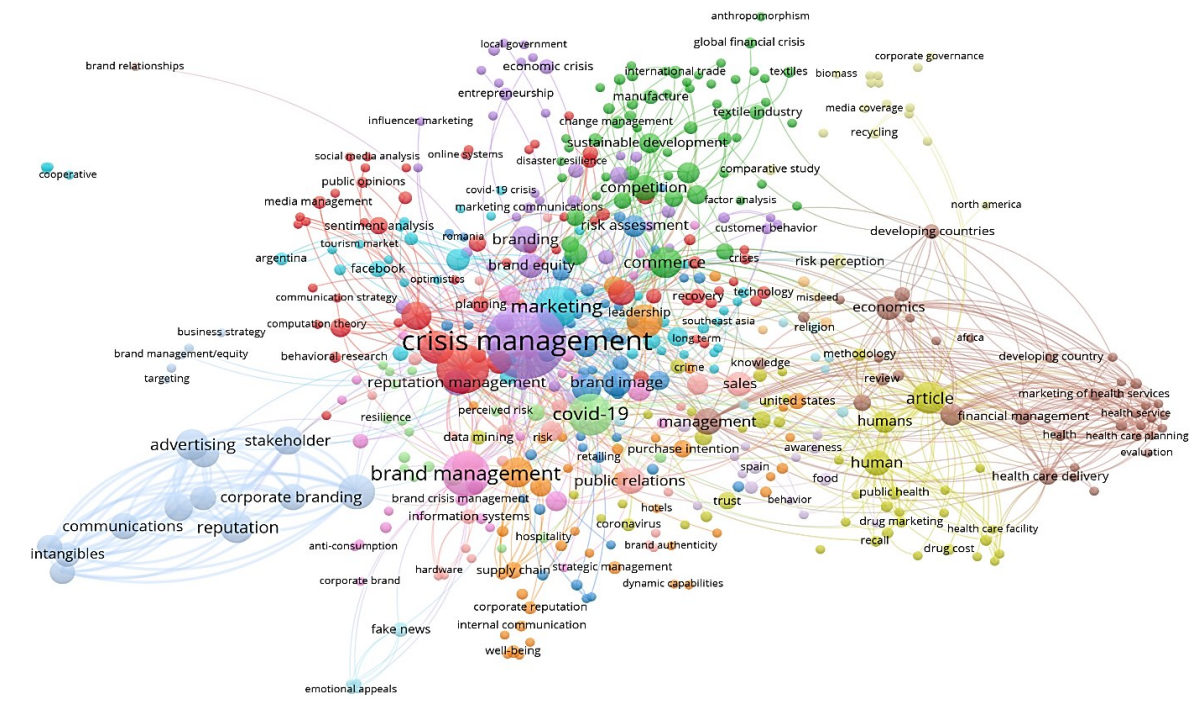 anthropomorphism
local government
global financial crisis
brand relationships
economic crisis
international trade
textiles
biomass
corporate governance
entrepreneurship
manufacture
influencer marketing
change management
textile industry
media coverage
recycling
sustainable development
social media analysis
online systems
disaster resilience
cooperative
public opinions
covid-19 crisis
competition
comparative study
media management
marketing communications
factor analysis
north america
sentiment analysis
risk assessment
customer behavior
developing countries
tourism market
romania
branding
argentina
facebook
brand equity
commerce
crises
risk perception
optimistics
communication strategy
planning
marketing
recovery
technology
misdeed
economics
leadership
computation theory
southeast asia
religion
business strategy
crisis management
long term
africa
brand management/equity
behavioral research
methodology
developing country
crime
knowledge
targeting
reputation management
brand image
sales
review
marketing of health services
article
united states
resilience
perceived risk
covid-19
management
humans
financial management
health service
advertising
stakeholder
data mining
risk
health
health care planning
purchase intention
awareness
evaluation
retailing
brand management
spain
human
public relations
food
health care delivery
corporate branding
brand crisis management
behavior
public health
trust
hotels
communications
reputation
information systems
coronavirus
drug marketing
health care facility
hospitality
recall
anti-consumption
brand authenticity
drug cost
intangibles
hardware
supply chain
strategic management
corporate brand
dynamic capabilities
corporate reputation
fake news
internal communication
well-being
emotional appeals